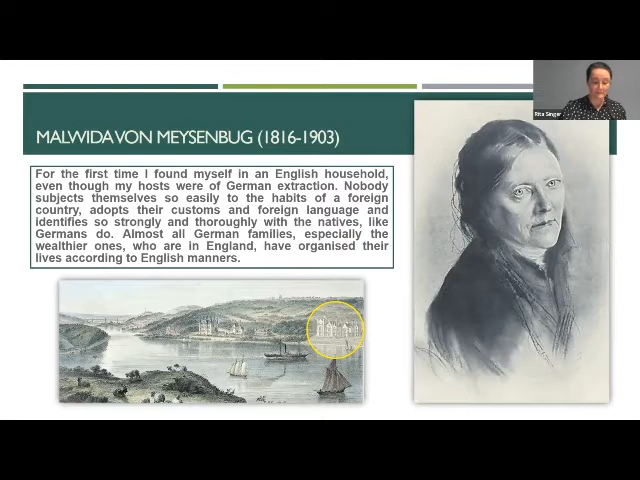 Rita Singer
MALWIDA VON MEYSENBUG (1816-1903)
For the first time I found myself in an English household,
even though my hosts were of German extraction. Nobody
subjects themselves so easily to the habits of a foreign
country, adopts their customs and foreign language and
identifies so strongly and thoroughly with the natives, like
Germans do. Almost all German families, especially the
wealthier ones, who are in England, have organised their
lives according to English manners.